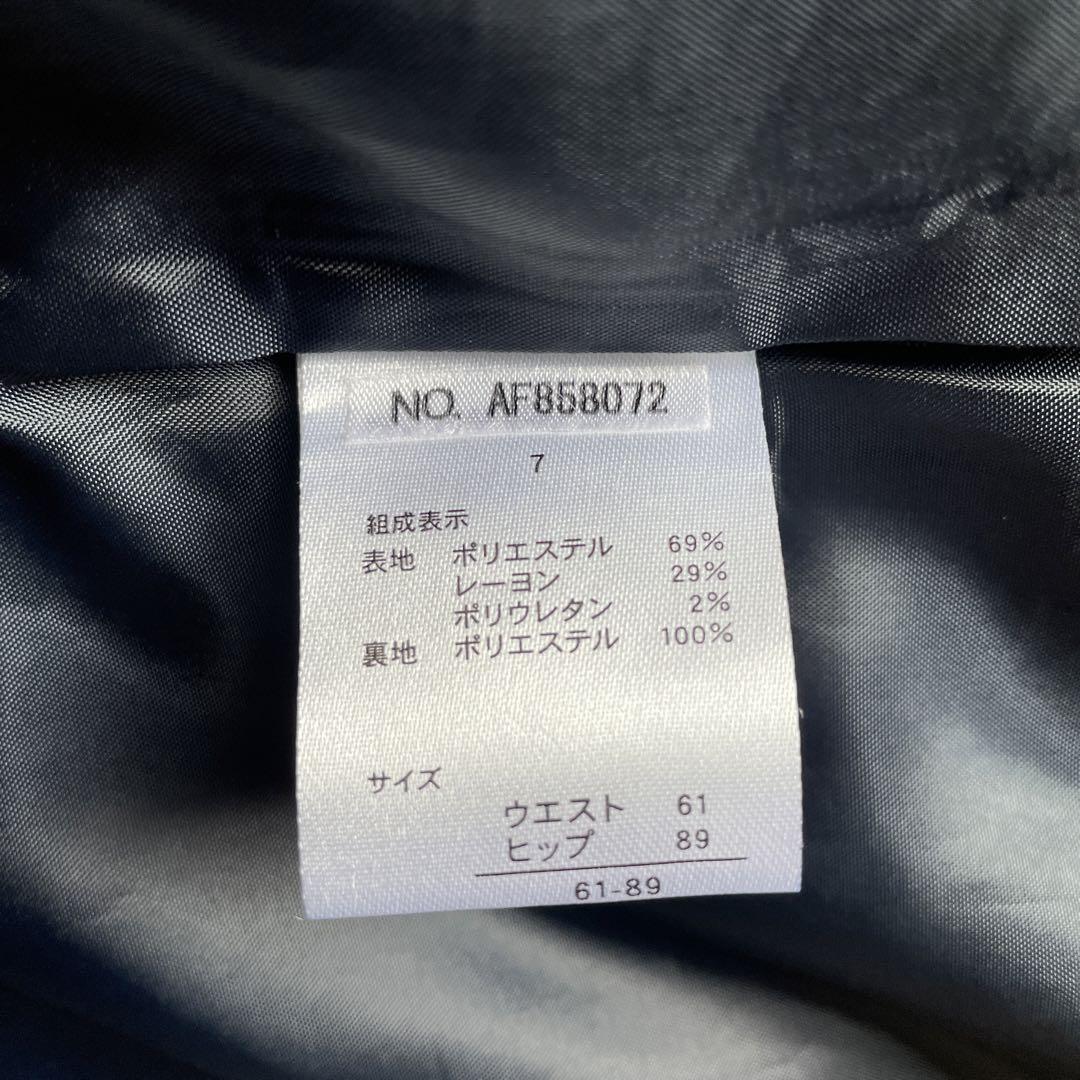 NO. AF858072
7
組成表示
表地 ポリエステル 69%
レーヨン 29%
ポリウレタン 2%
裏地 ポリエステル 100%
サイズ
ウエスト 61
ヒップ 89
61-89